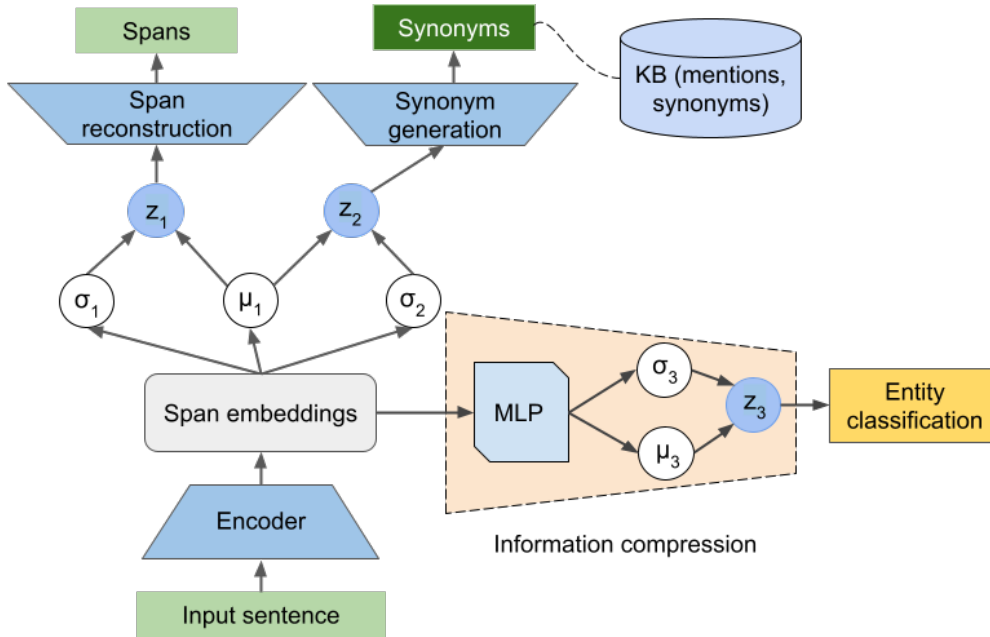 Spans
Synonyms
KB (mentions,
synonyms)
Span
reconstruction
Synonym
generation
z₁
z₂
σ₁
μ₁
σ₂
Span embeddings
MLP
σ₃
μ₃
z₃
Entity
classification
Encoder
Information compression
Input sentence